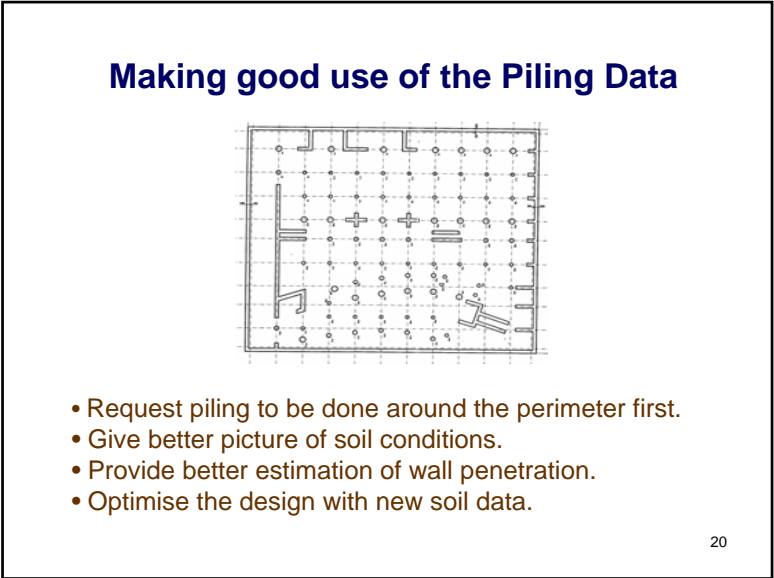 Making good use of the Piling Data
• Request piling to be done around the perimeter first.
• Give better picture of soil conditions.
• Provide better estimation of wall penetration.
• Optimise the design with new soil data.
20